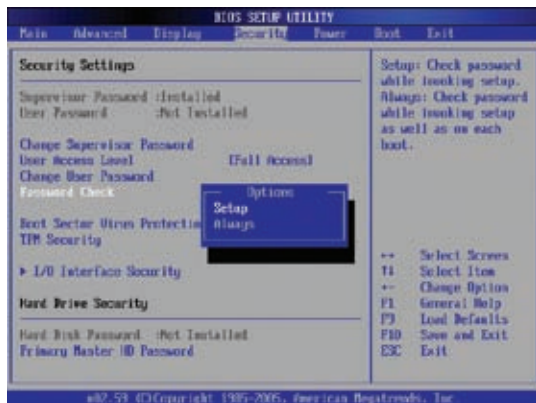 BIOS SETUP UTILITY
Main Advanced Display Security Power Boot Exit
Security Settings
Supervisor Password :Installed
User Password :Not Installed
Change Supervisor Password
User Access Level [Full Access]
Change User Password
Password Check
Boot Sector Virus Protection
TPM Security
I/O Interface Security
Hard Drive Security
Hard Disk Password :Not Installed
Primary Master HD Password
Options
Setup
Always
Setup: Check password
while invoking setup.
Always: Check password
while invoking setup
as well as on each
boot.
↔ Select Screen
↑↓ Select Item
+- Change Option
F1 General Help
F9 Load Defaults
F10 Save and Exit
ESC Exit
v02.59 (C)Copyright 1985-2005, American Megatrends, Inc